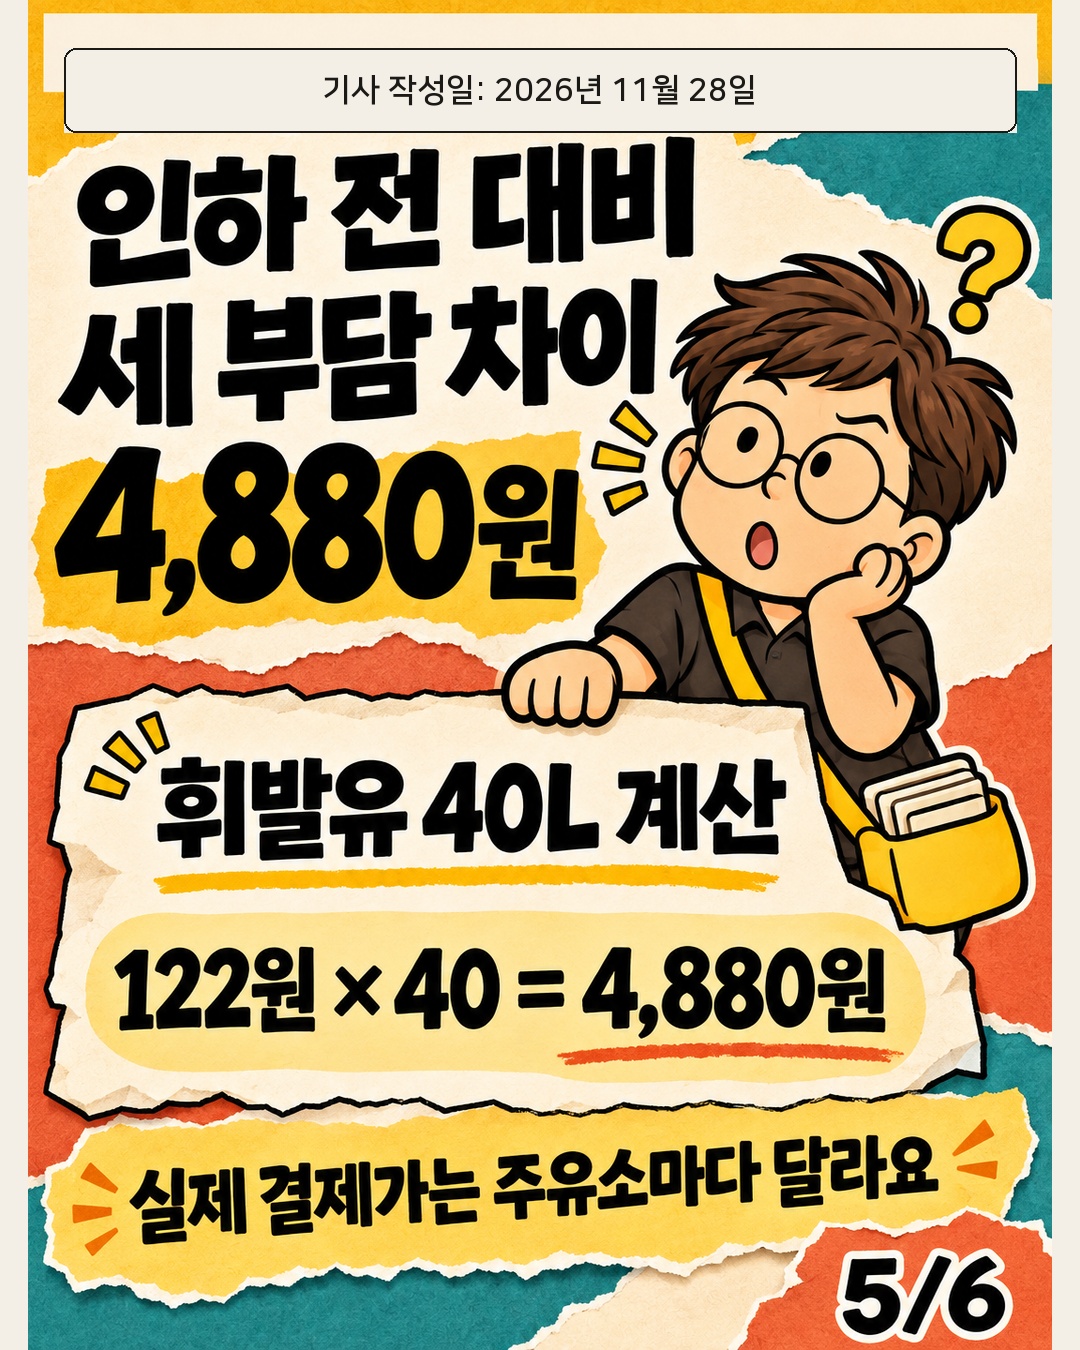 기사 작성일: 2026년 11월 28일
인하 전 대비
세 부담 차이
4,880원
휘발유 40L 계산
122원 × 40 = 4,880원
실제 결제가는 주유소마다 달라요
5/6